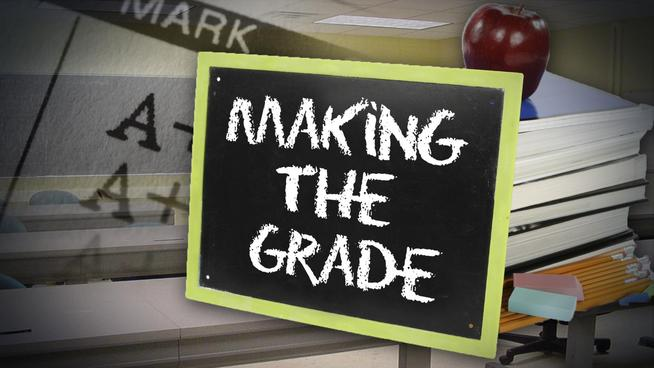 MARK
A+
A+
MAKING
THE
GRADE